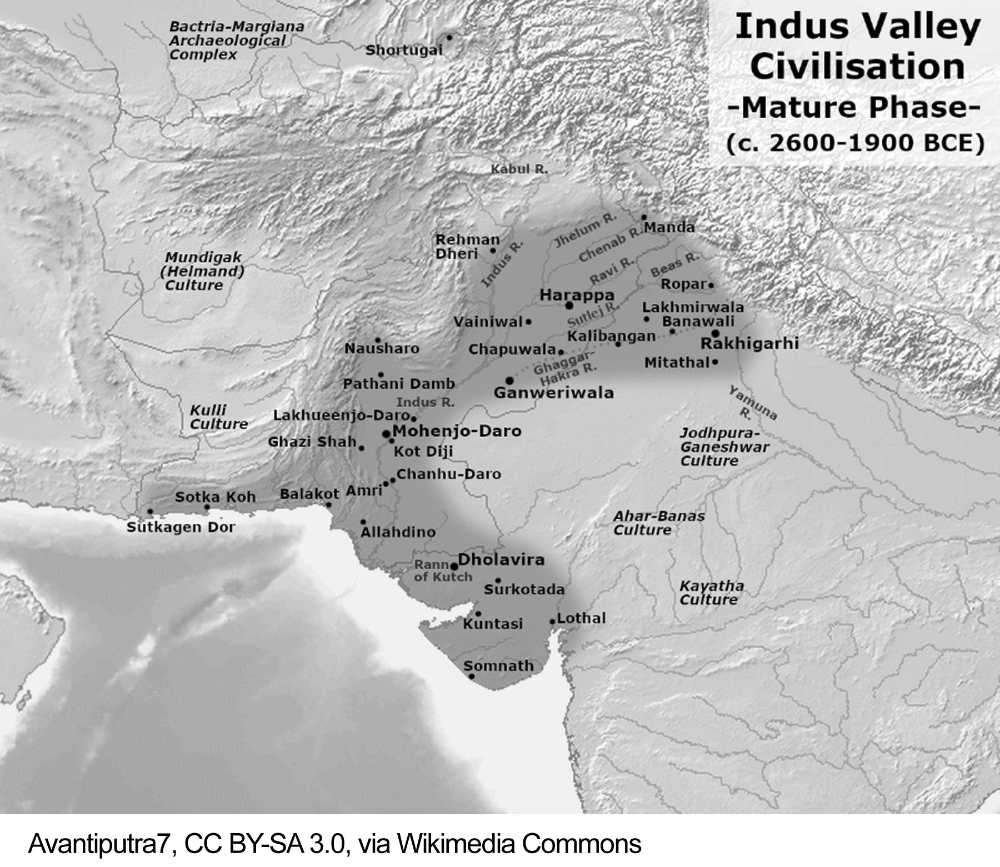 Indus Valley
Civilisation
-Mature Phase-
(c. 2600-1900 BCE)
Bactria-Margiana
Archaeological
Complex
Shortugai
Kabul R.
Manda
Jhelum R.
Chenab R.
Rehman
Dheri
Indus R.
Mundigak
(Helmand)
Culture
Ravi R.
Beas R.
Ropar
Harappa
Sutlej R.
Lakhmirwala
Vainiwal
Banawali
Kalibangan
Rakhigarhi
Nausharo
Chapuwala
Ghaggar-
Hakra R.
Mitathal
Pathani Damb
Ganweriwala
Indus R.
Yamuna
R.
Kulli
Culture
Lakhueenjo-Daro
Mohenjo-Daro
Ghazi Shah
Kot Diji
Jodhpura-
Ganeshwar
Culture
Chanhu-Daro
Sotka Koh
Balakot
Amri
Sutkagen Dor
Allahdino
Ahar-Banas
Culture
Dholavira
Rann
of Kutch
Surkotada
Kayatha
Culture
Kuntasi
Lothal
Somnath
Avantiputra7, CC BY-SA 3.0, via Wikimedia Commons